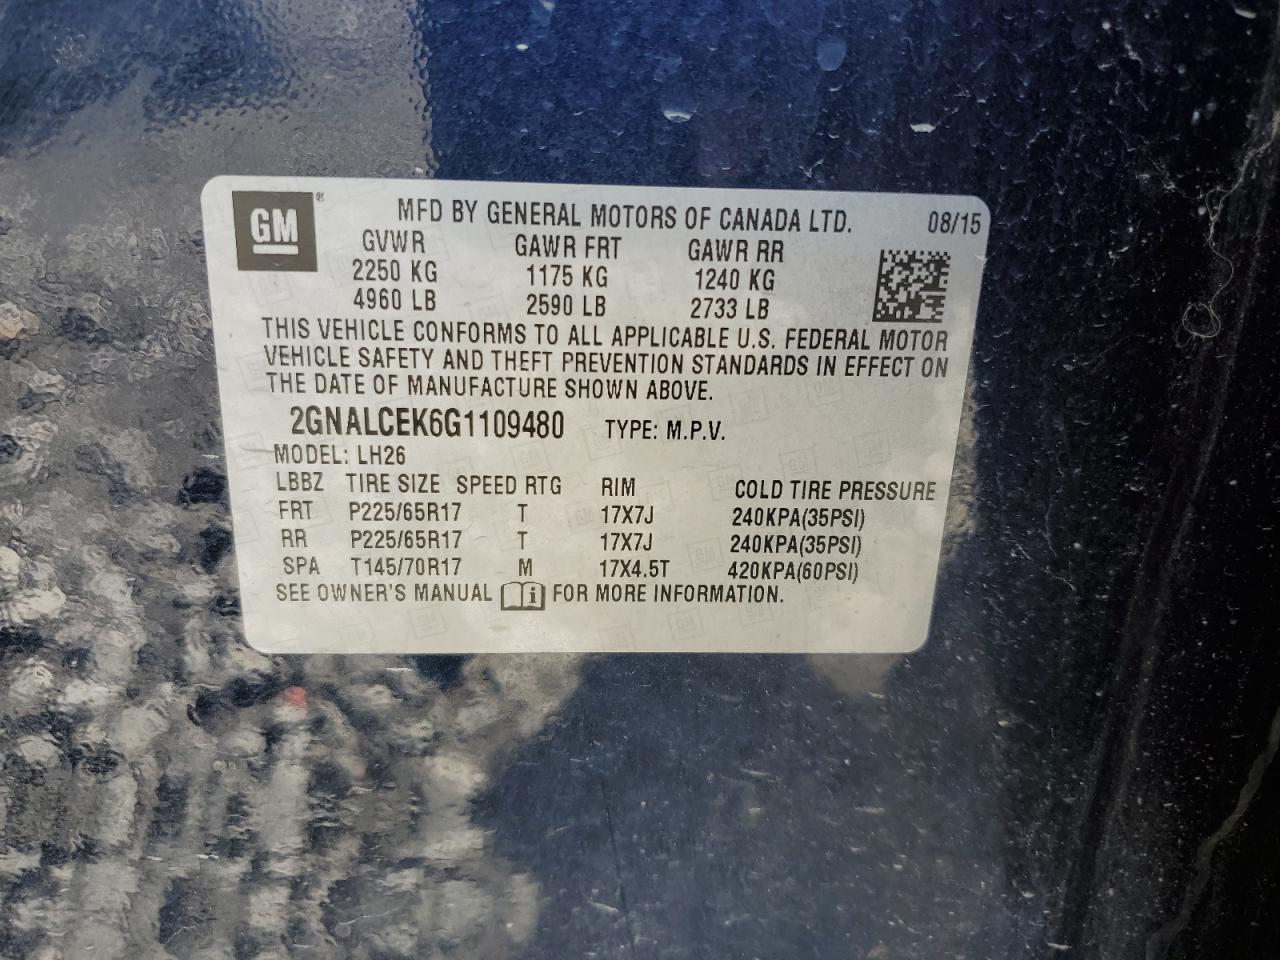 GM ®
MFD BY GENERAL MOTORS OF CANADA LTD. 08/15
GVWR GAWR FRT GAWR RR
2250 KG 1175 KG 1240 KG
4960 LB 2590 LB 2733 LB
THIS VEHICLE CONFORMS TO ALL APPLICABLE U.S. FEDERAL MOTOR
VEHICLE SAFETY AND THEFT PREVENTION STANDARDS IN EFFECT ON
THE DATE OF MANUFACTURE SHOWN ABOVE.
2GNALCEK6G1109480 TYPE: M.P.V.
MODEL: LH26
LBBZ TIRE SIZE SPEED RTG RIM COLD TIRE PRESSURE
FRT P225/65R17 T 17X7J 240KPA(35PSI)
RR P225/65R17 T 17X7J 240KPA(35PSI)
SPA T145/70R17 M 17X4.5T 420KPA(60PSI)
SEE OWNER'S MANUAL i FOR MORE INFORMATION.